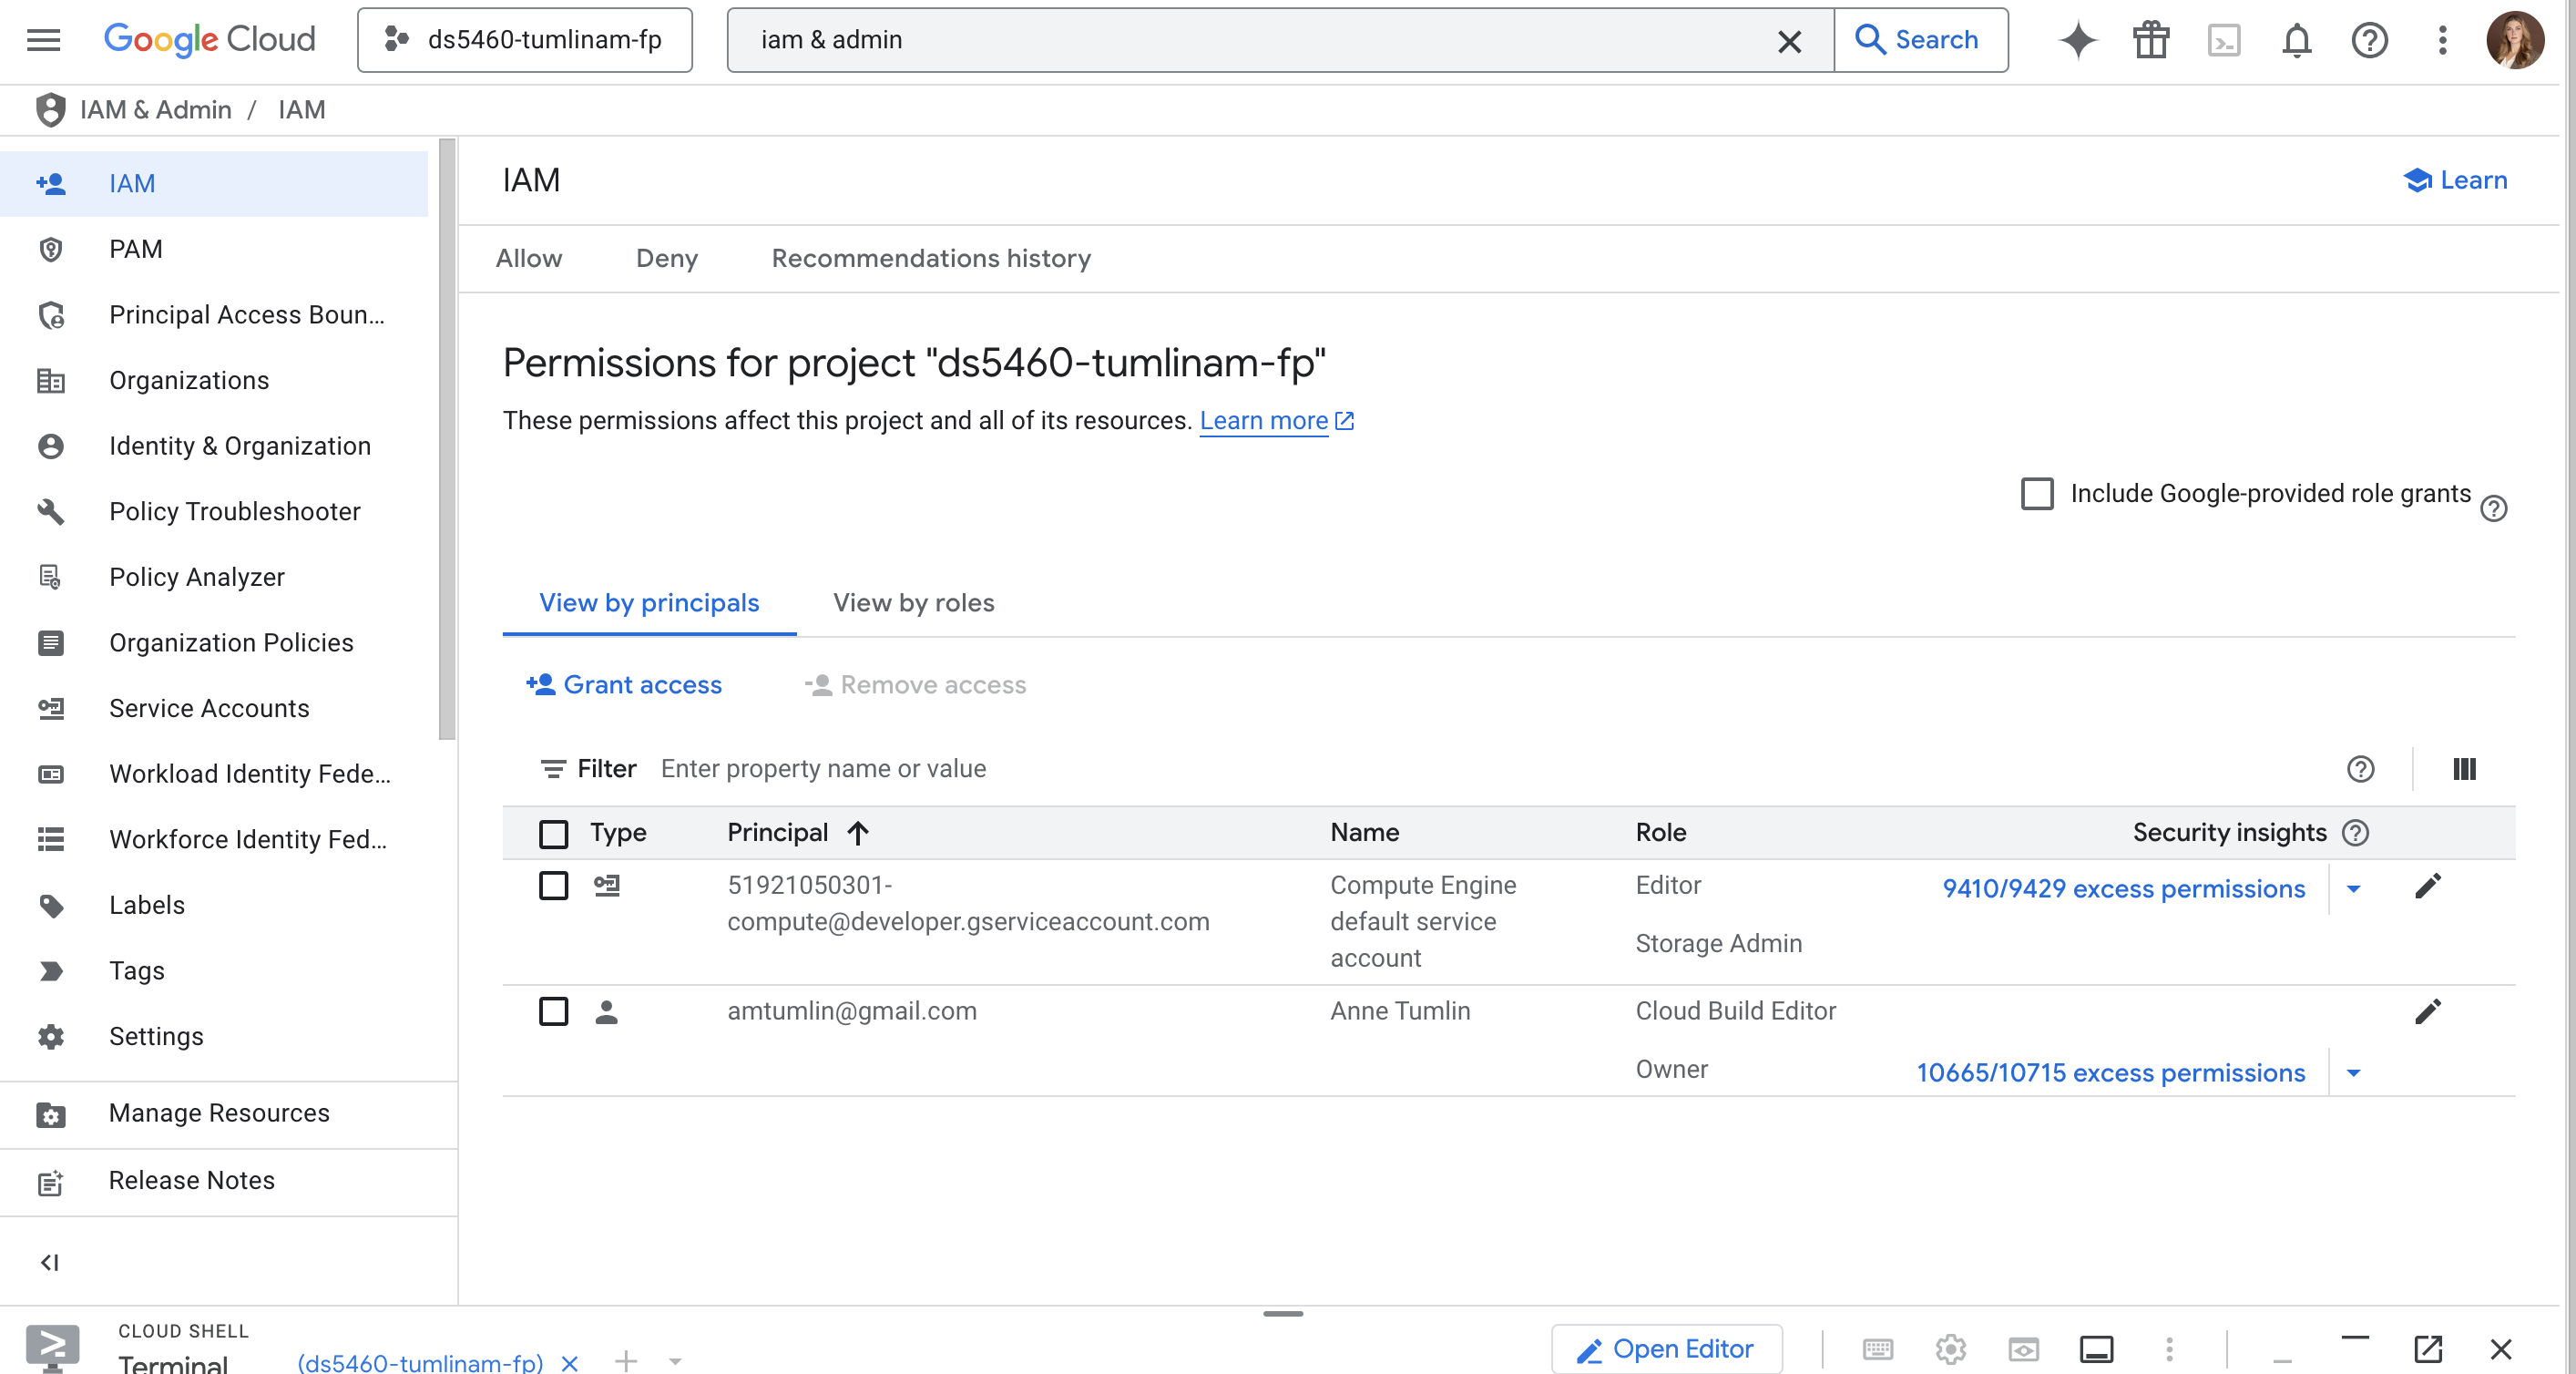 Google Cloud
ds5460-tumlinam-fp
iam & admin
Search
IAM & Admin / IAM
IAM
PAM
Principal Access Boun...
Organizations
Identity & Organization
Policy Troubleshooter
Policy Analyzer
Organization Policies
Service Accounts
Workload Identity Fede...
Workforce Identity Fed...
Labels
Tags
Settings
Manage Resources
Release Notes
IAM
Learn
Allow Deny Recommendations history
Permissions for project "ds5460-tumlinam-fp"
These permissions affect this project and all of its resources. Learn more
Include Google-provided role grants
View by principals View by roles
Grant access Remove access
Filter Enter property name or value
Type Principal Name Role Security insights
51921050301-
compute@developer.gserviceaccount.com
Compute Engine
default service
account
Editor
9410/9429 excess permissions
Storage Admin
amtumlin@gmail.com
Anne Tumlin
Cloud Build Editor
Owner
10665/10715 excess permissions
CLOUD SHELL
Terminal
(ds5460-tumlinam-fp)
Open Editor